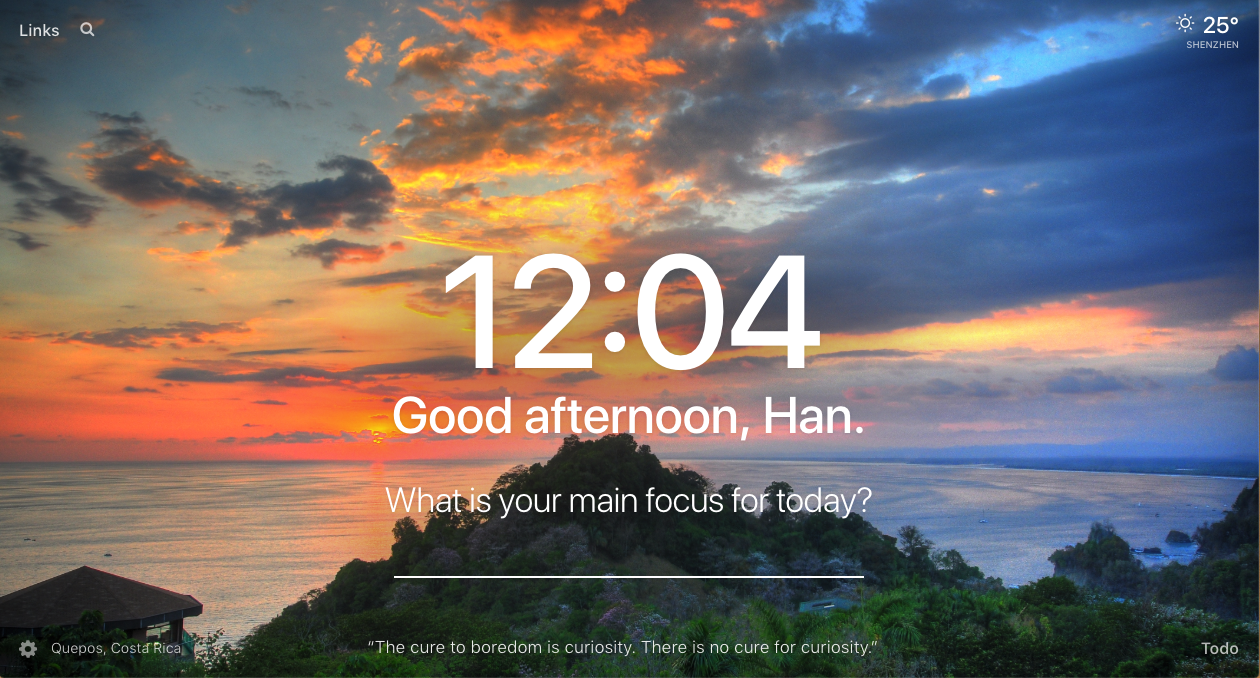 Links
25°
SHENZHEN
12:04
Good afternoon, Han.
What is your main focus for today?
Quepos, Costa Rica
“The cure to boredom is curiosity. There is no cure for curiosity.”
Todo